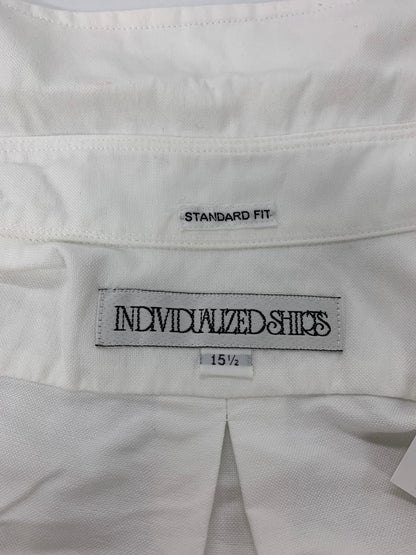 STANDARD FIT
INDIVIDUALIZED SHIRTS
15½